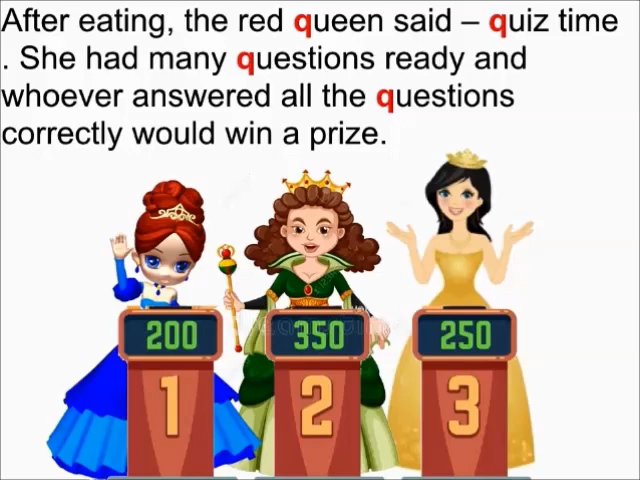 After eating, the red queen said – quiz time
. She had many questions ready and
whoever answered all the questions
correctly would win a prize.
200 350 250
1 2 3